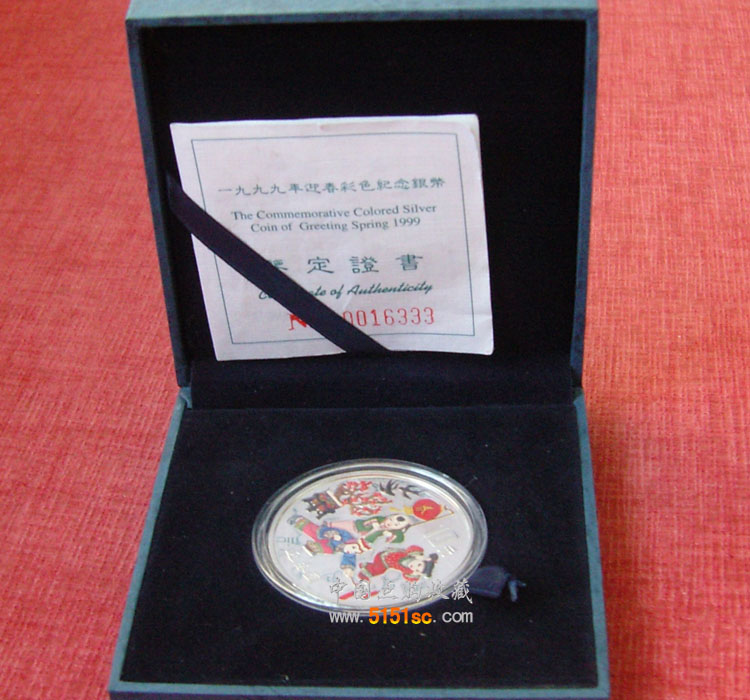 一九九九年迎春彩色紀念銀幣
The Commemorative Colored Silver
Coin of Greeting Spring 1999
定證書
of Authenticity
0016333
www.5151sc.com